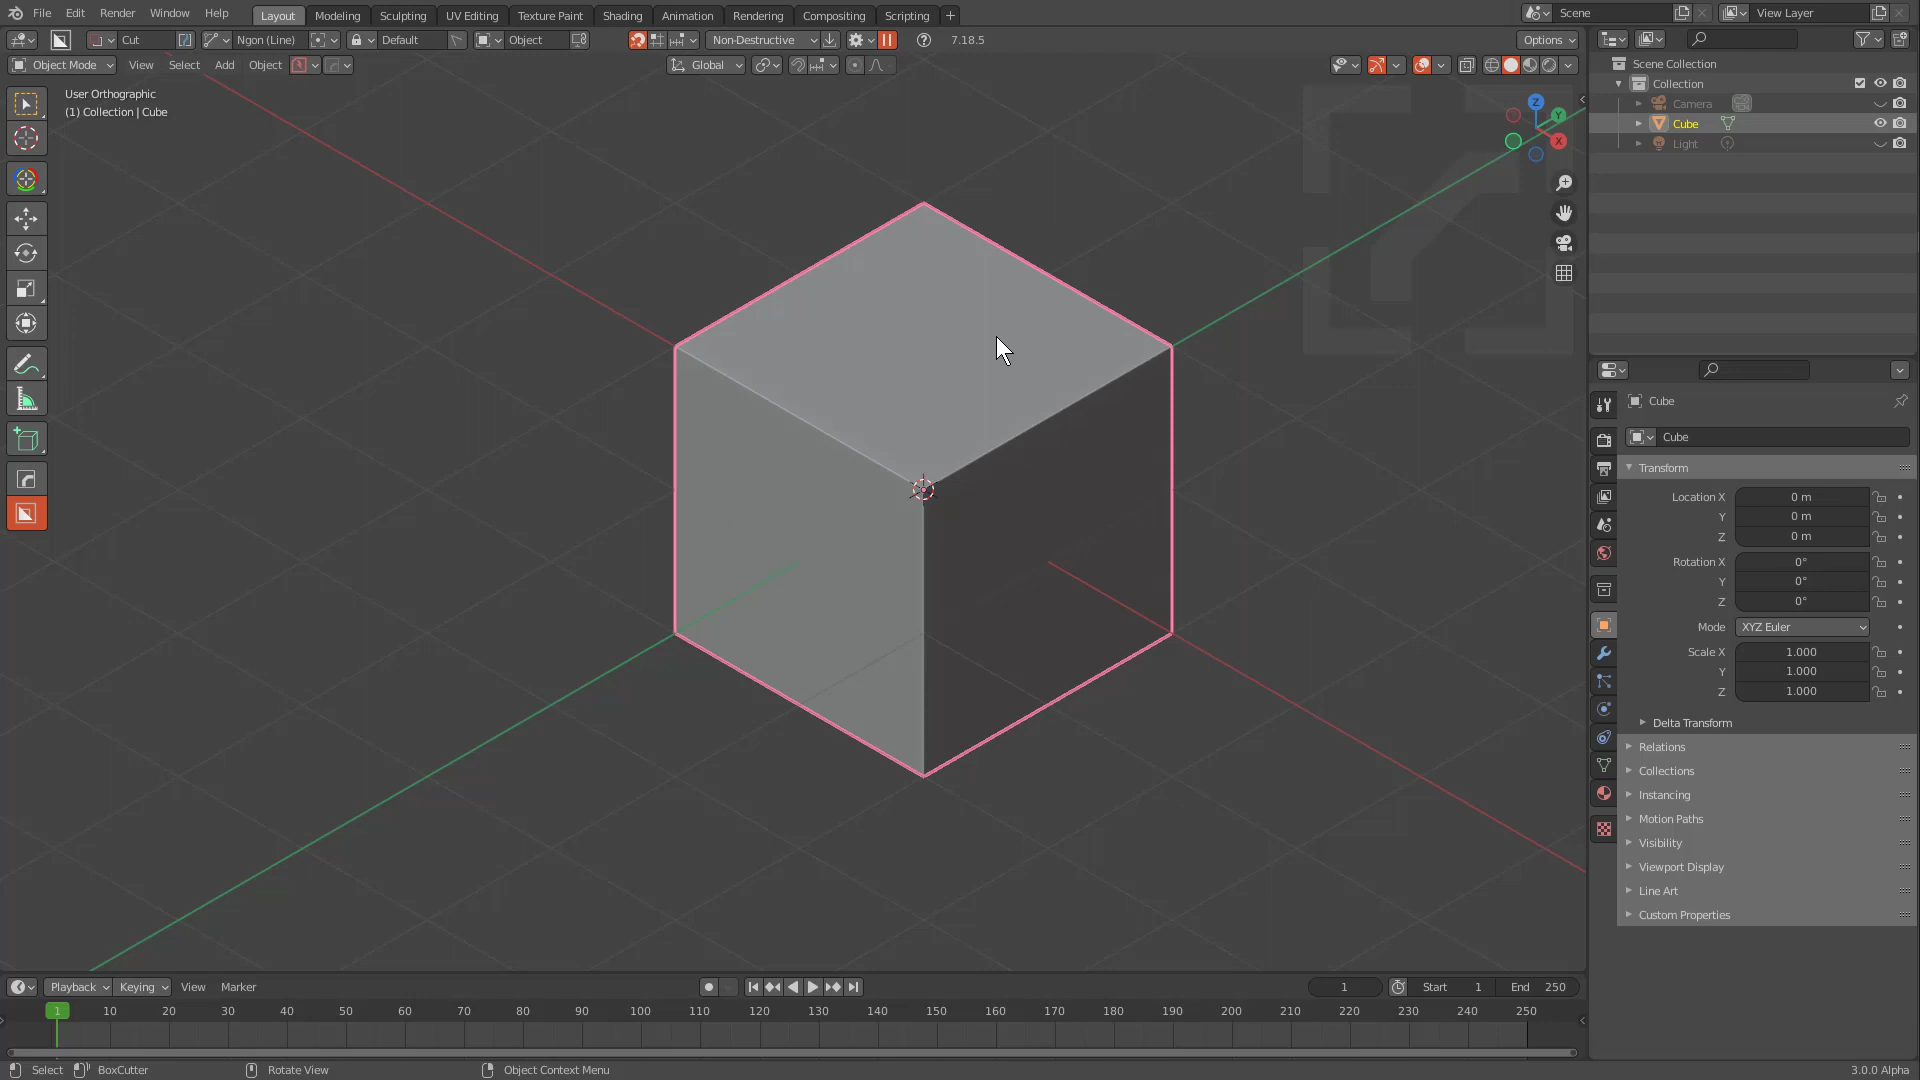 File Edit Render Window Help Layout Modeling Sculpting UV Editing Texture Paint Shading Animation Rendering Compositing Scripting + Scene View Layer
Cut Ngon (Line) Default Object Non-Destructive 7.18.5 Options
Object Mode View Select Add Object Global
User Orthographic
(1) Collection | Cube
Z
Y
X
Scene Collection
Collection
Camera
Cube
Light
Cube
Cube
Transform
Location X 0 m
Y 0 m
Z 0 m
Rotation X 0°
Y 0°
Z 0°
Mode XYZ Euler
Scale X 1.000
Y 1.000
Z 1.000
Delta Transform
Relations
Collections
Instancing
Motion Paths
Visibility
Viewport Display
Line Art
Custom Properties
Playback Keying View Marker 1 Start 1 End 250
1 10 20 30 40 50 60 70 80 90 100 110 120 130 140 150 160 170 180 190 200 210 220 230 240 250
Select BoxCutter Rotate View Object Context Menu 3.0.0 Alpha